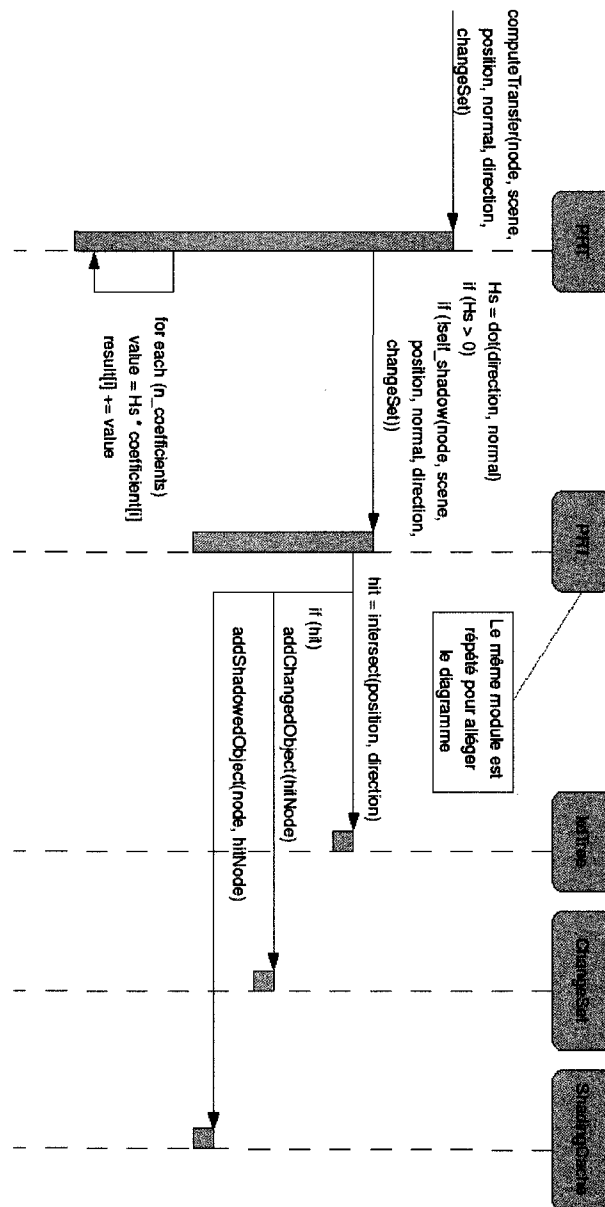 PRT
PRT
kdTree
ChangeSet
ShadingCache
computeTransfer(node, scene,
position, normal, direction,
changeSet)
Hs = dot(direction, normal)
if (Hs > 0)
if (!self_shadow(node, scene,
position, normal, direction,
changeSet))
Le même module est
répété pour alléger
le diagramme
hit = intersect(position, direction)
if (hit)
addChangedObject(hitNode)
addShadowedObject(node, hitNode)
for each (n_coefficients)
value = Hs * coefficient[i]
result[i] += value